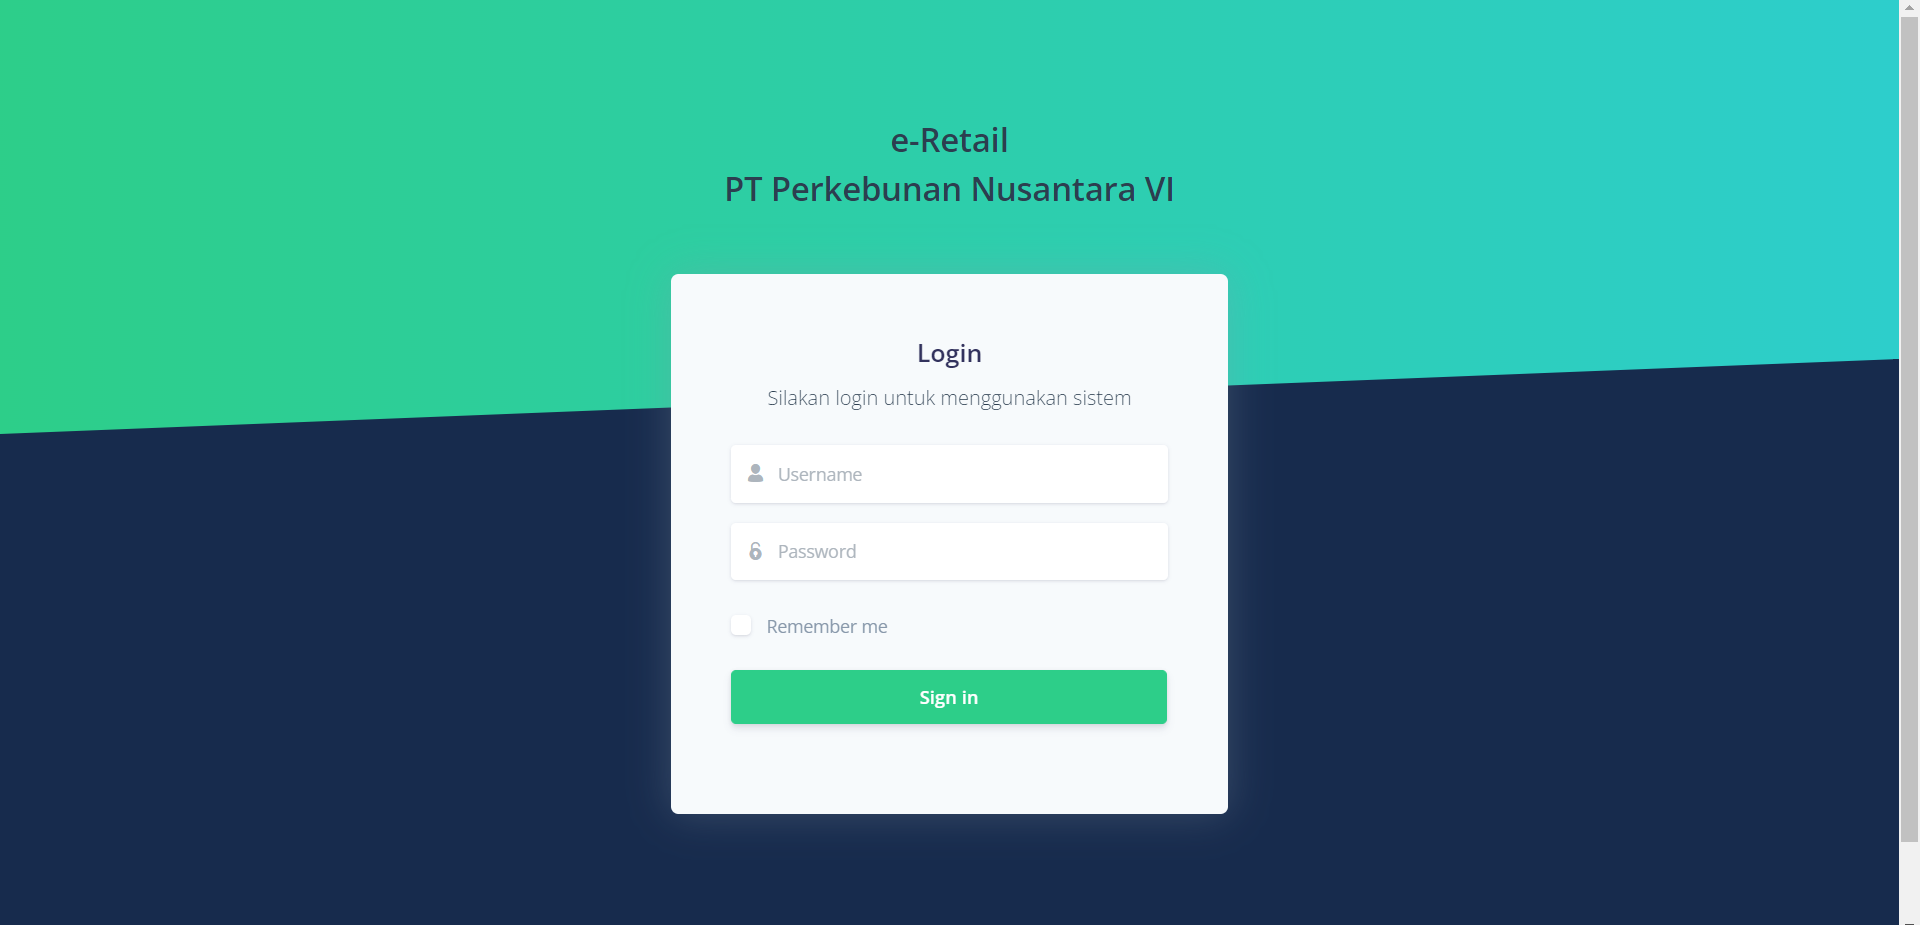 e-Retail
PT Perkebunan Nusantara VI
Login
Silakan login untuk menggunakan sistem
Username
Password
Remember me
Sign in